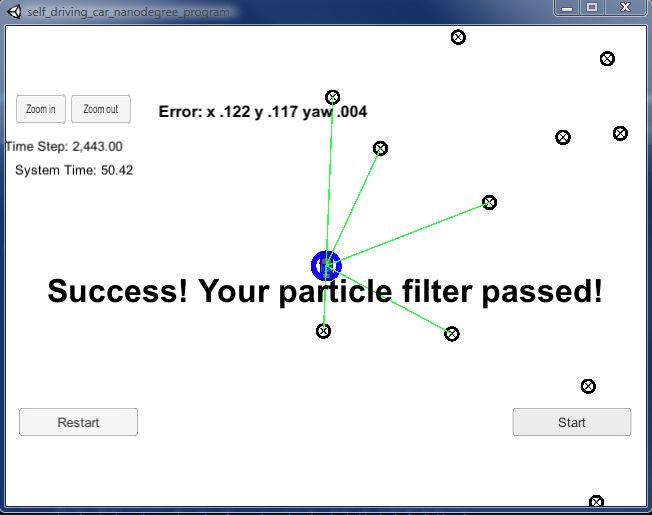 self_driving_car_nanodegree_program
Zoom in
Zoom out
Error: x .122 y .117 yaw .004
Time Step: 2,443.00
System Time: 50.42
Success! Your particle filter passed!
Restart
Start